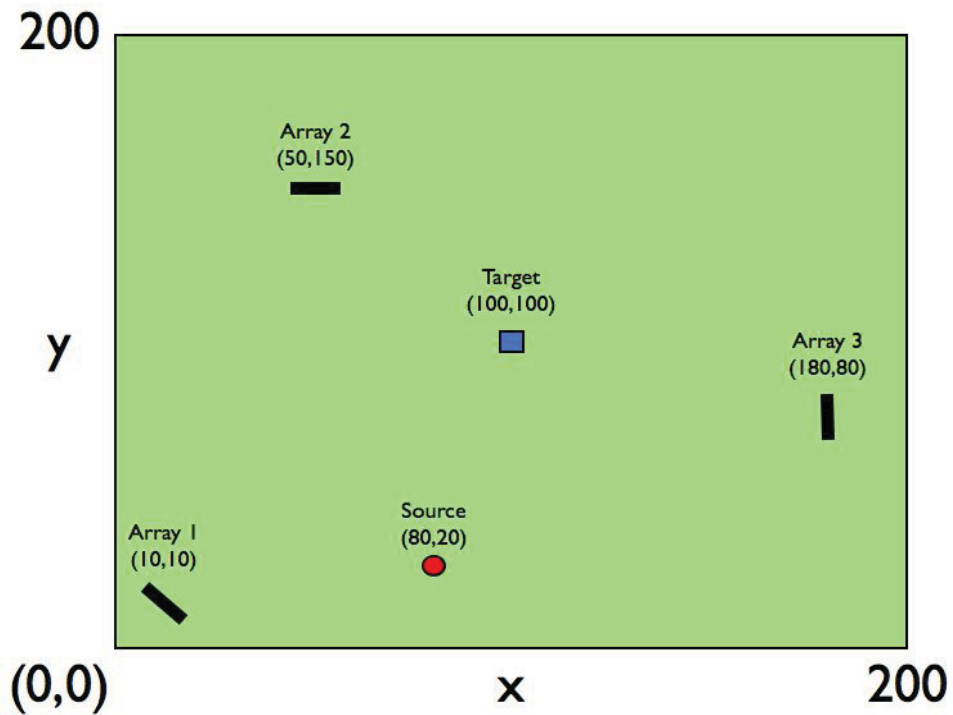 200
Array 2
(50,150)
Target
(100,100)
y
Array 3
(180,80)
Source
(80,20)
Array 1
(10,10)
(0,0)
x
200